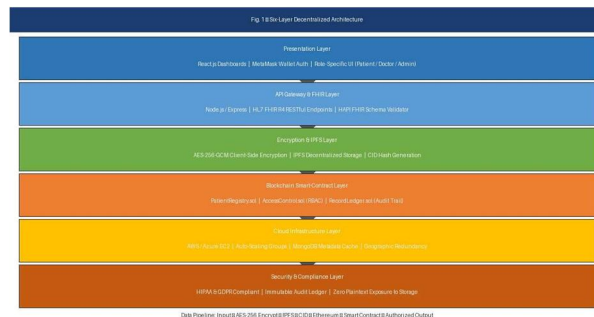 Fig. 1 Six-Layer Decentralized Architecture
Presentation Layer
React.js Dashboards | MetaMask Wallet Auth | Role-Specific UI (Patient / Doctor / Admin)
API Gateway & FHIR Layer
Node.js / Express | HL7 FHIR R4 RESTful Endpoints | HAPI FHIR Schema Validator
Encryption & IPFS Layer
AES-256-GCM Client-Side Encryption | IPFS Decentralized Storage | CID Hash Generation
Blockchain Smart Contract Layer
PatientRegistry.sol | AccessControl.sol (RBAC) | RecordLedger.sol (Audit Trail)
Cloud Infrastructure Layer
AWS / Azure EC2 | Auto-Scaling Groups | MongoDB Metadata Cache | Geographic Redundancy
Security & Compliance Layer
HIPAA & GDPR Compliant | Immutable Audit Ledger | Zero Plaintext Exposure to Storage
Data Pipeline: Input AES-256 Encrypt IPFS CID Ethereum Smart Contract Authorized Output